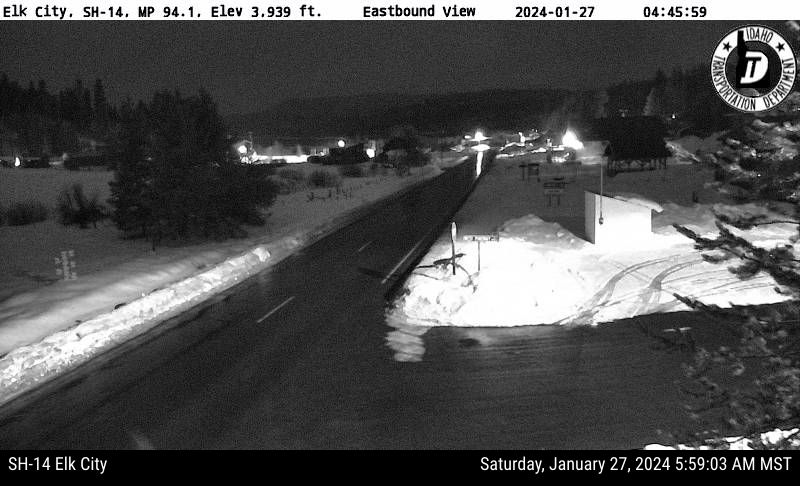 Elk City, SH-14, MP 94.1, Elev 3,939 ft. Eastbound View 2024-01-27 04:45:59
IDAHO
TRANSPORTATION DEPARTMENT
SH-14 Elk City Saturday, January 27, 2024 5:59:03 AM MST